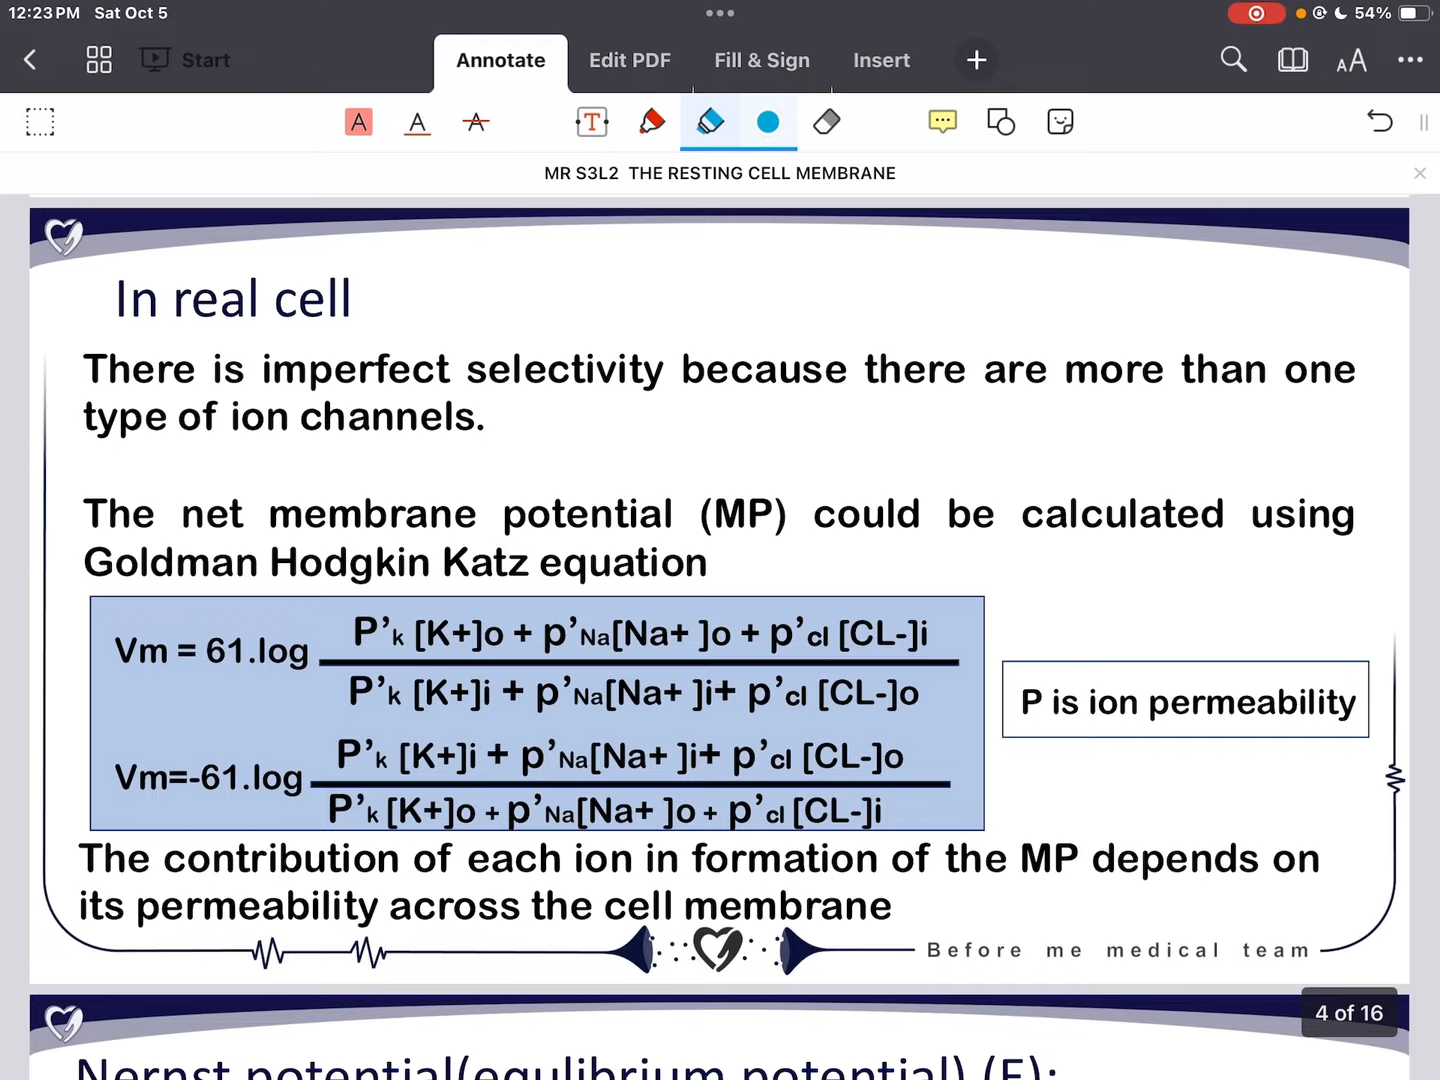 12:23 PM Sat Oct 5
54%
Start
Annotate
Edit PDF
Fill & Sign
Insert
MR S3L2 THE RESTING CELL MEMBRANE
In real cell
There is imperfect selectivity because there are more than one
type of ion channels.
The net membrane potential (MP) could be calculated using
Goldman Hodgkin Katz equation
P’k [K+]o + p’Na[Na+ ]o + p’cl [CL-]i
Vm = 61.log
P’k [K+]i + p’Na[Na+ ]i+ p’cl [CL-]o
P is ion permeability
P’k [K+]i + p’Na[Na+ ]i+ p’cl [CL-]o
Vm=-61.log
P’k [K+]o + p’Na[Na+ ]o + p’cl [CL-]i
The contribution of each ion in formation of the MP depends on
its permeability across the cell membrane
Before me medical team
4 of 16
Nernst potential(equlibrium potential) (E):